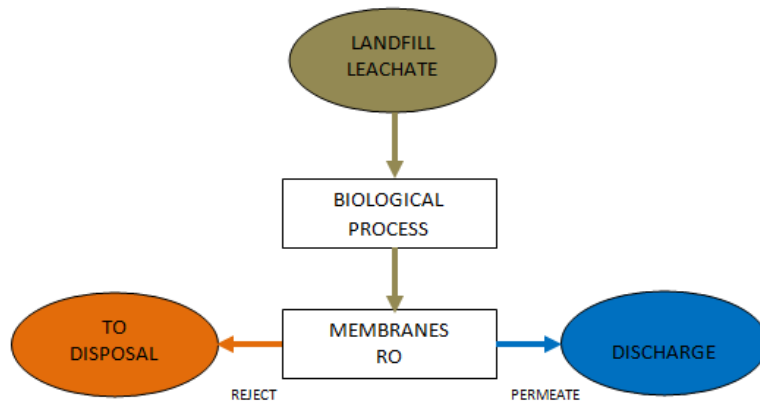 LANDFILL
LEACHATE
BIOLOGICAL
PROCESS
TO
DISPOSAL
MEMBRANES
RO
DISCHARGE
REJECT
PERMEATE